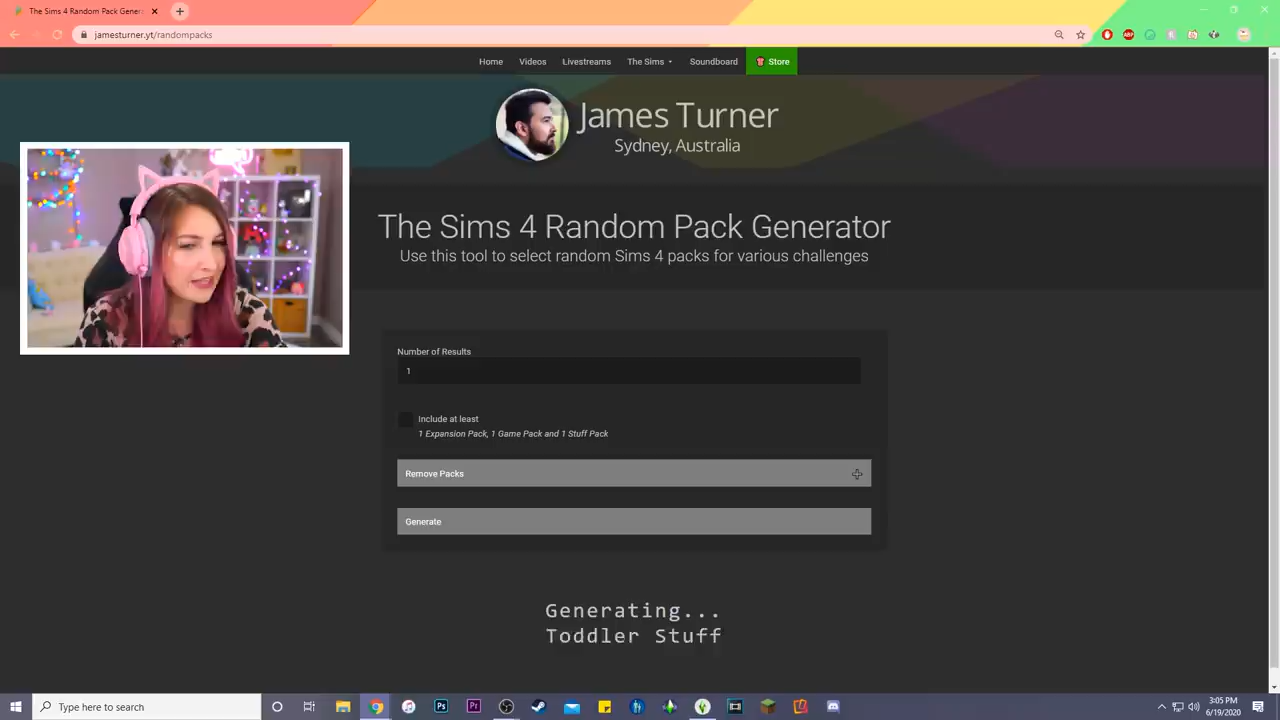 The Sims 4 Random Pack Genera
jamesturner.yt/randompacks
Home Videos Livestreams The Sims Soundboard Store
James Turner
Sydney, Australia
The Sims 4 Random Pack Generator
Use this tool to select random Sims 4 packs for various challenges
Number of Results
1
Include at least
1 Expansion Pack, 1 Game Pack and 1 Stuff Pack
Remove Packs
Generate
Generating...
Toddler Stuff
Type here to search
3:05 PM
6/19/2020